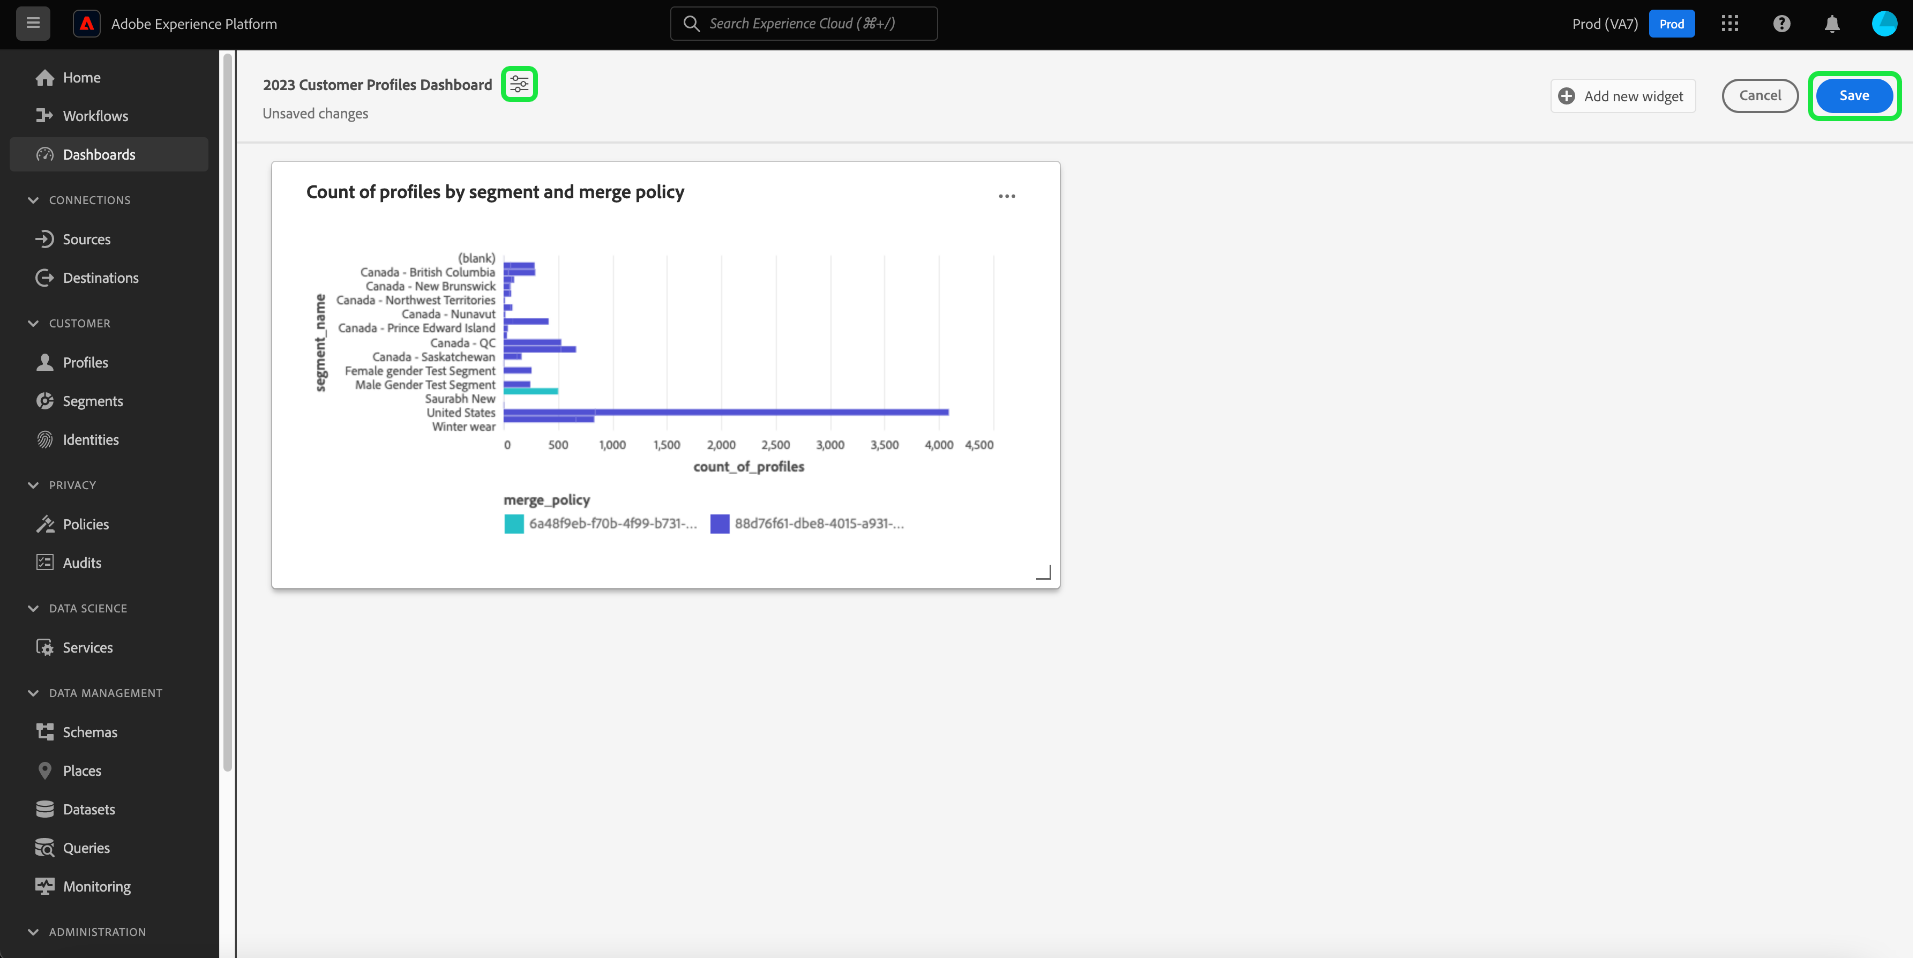 Adobe Experience Platform
Search Experience Cloud (⌘+/)
Prod (VA7)
Prod
Home
Workflows
Dashboards
CONNECTIONS
Sources
Destinations
CUSTOMER
Profiles
Segments
Identities
PRIVACY
Policies
Audits
DATA SCIENCE
Services
DATA MANAGEMENT
Schemas
Places
Datasets
Queries
Monitoring
ADMINISTRATION
2023 Customer Profiles Dashboard
Unsaved changes
Add new widget
Cancel
Save
Count of profiles by segment and merge policy
...
segment_name
(blank)
Canada - British Columbia
Canada - New Brunswick
Canada - Northwest Territories
Canada - Nunavut
Canada - Prince Edward Island
Canada - QC
Canada - Saskatchewan
Female gender Test Segment
Male Gender Test Segment
Saurabh New
United States
Winter wear
0 500 1,000 1,500 2,000 2,500 3,000 3,500 4,000 4,500
count_of_profiles
merge_policy
6a48f9eb-f70b-4f99-b731-... 88d76f61-dbe8-4015-a931-...